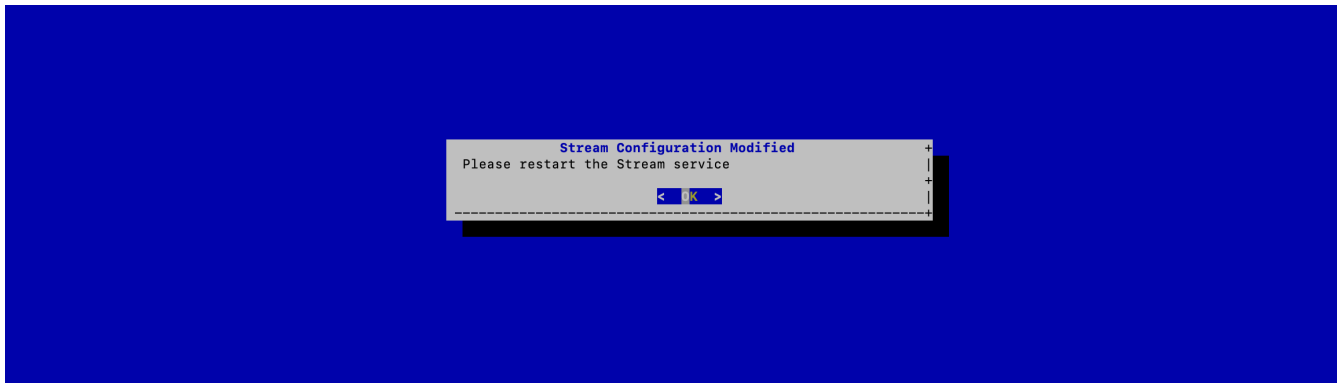 Stream Configuration Modified
Please restart the Stream service
< OK >